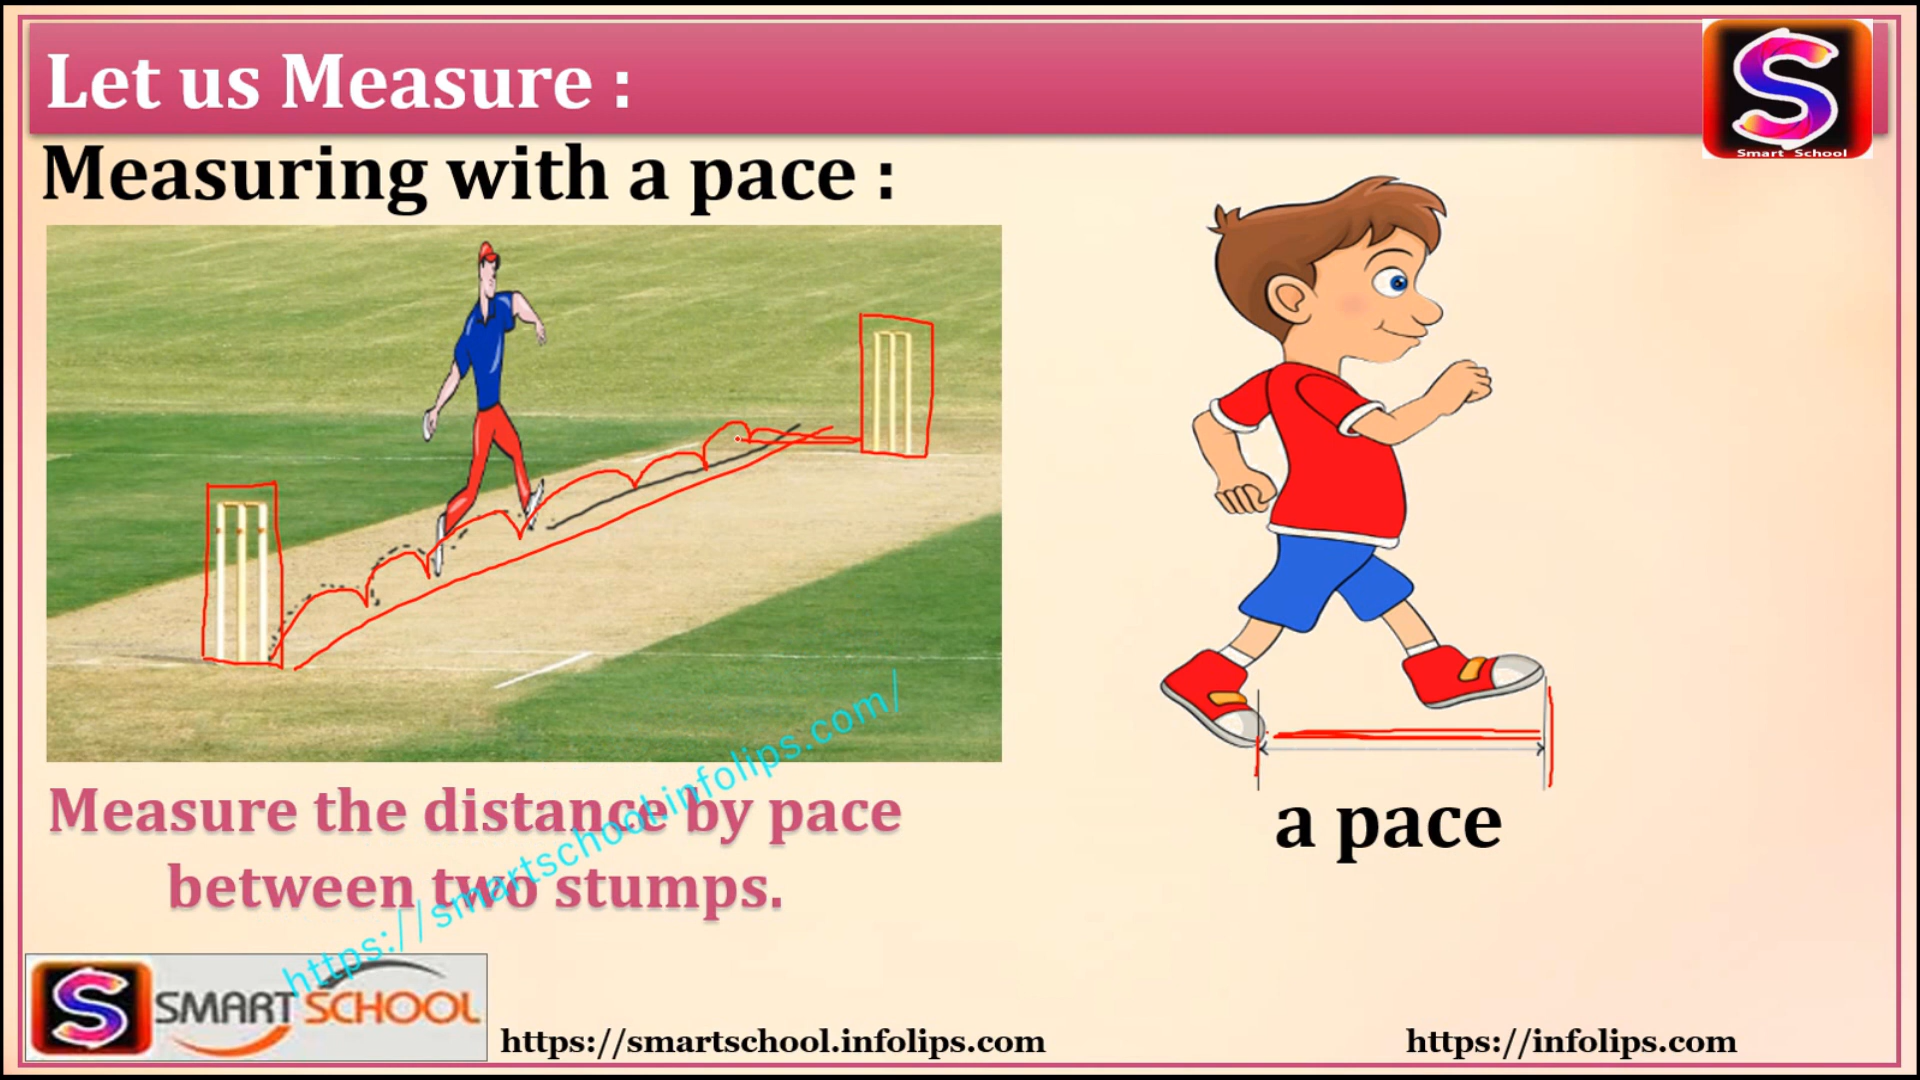 Let us Measure :
Smart School
Measuring with a pace :
a pace
Measure the distance by pace
between two stumps.
https://smartschool.infolips.com/
SMART SCHOOL
https://smartschool.infolips.com
https://infolips.com